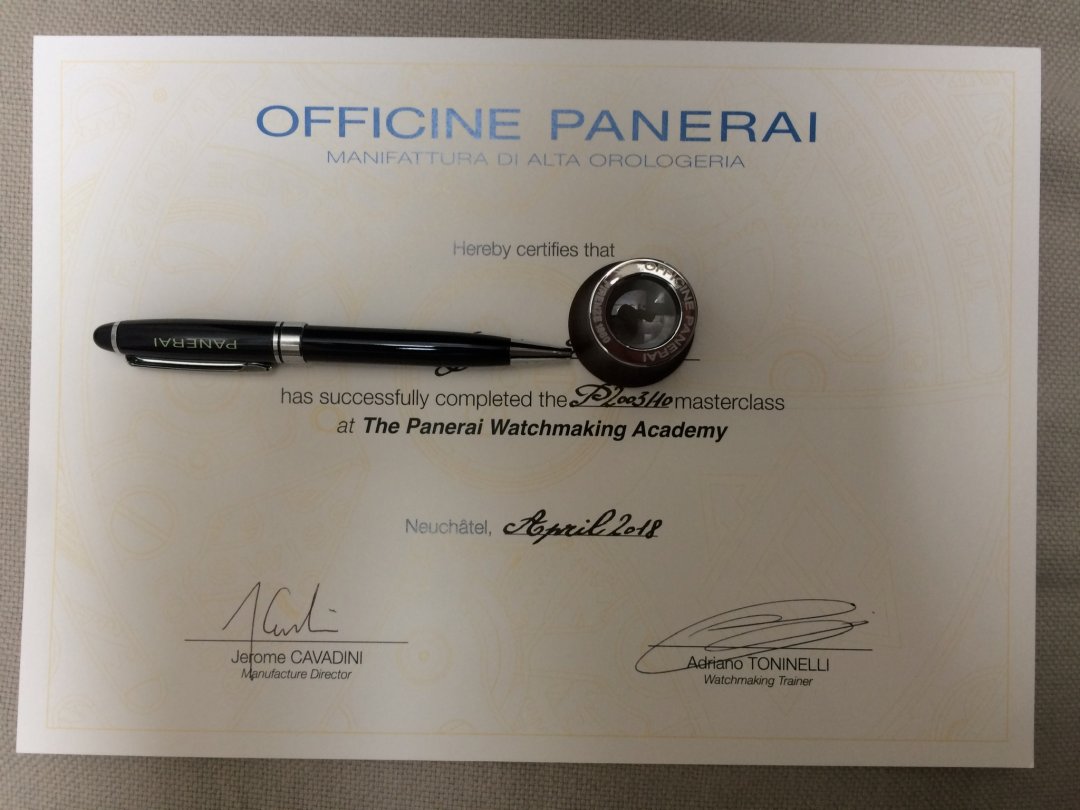 OFFICINE PANERAI
MANIFATTURA DI ALTA OROLOGERIA
Hereby certifies that
OFFICINE PANERAI
PANERAI
has successfully completed the P2003/10 masterclass
at The Panerai Watchmaking Academy
Neuchâtel, April 2018
Jerome CAVADINI
Manufacture Director
Adriano TONINELLI
Watchmaking Trainer